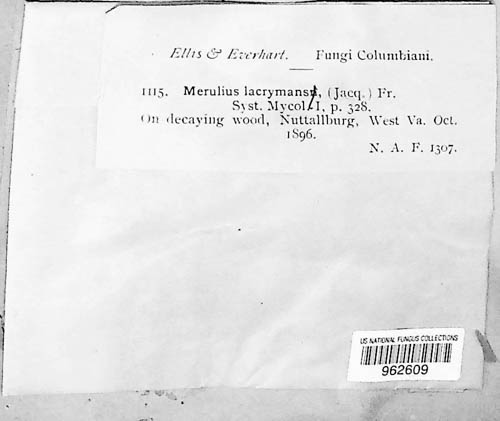 Ellis & Everhart. Fungi Columbiani.
1115. Merulius lacrymans, (Jacq.) Fr.
Syst. Mycol. I, p. 328.
On decaying wood, Nuttallburg, West Va. Oct.
1896.
N. A. F. 1307.
US NATIONAL FUNGUS COLLECTIONS
962609